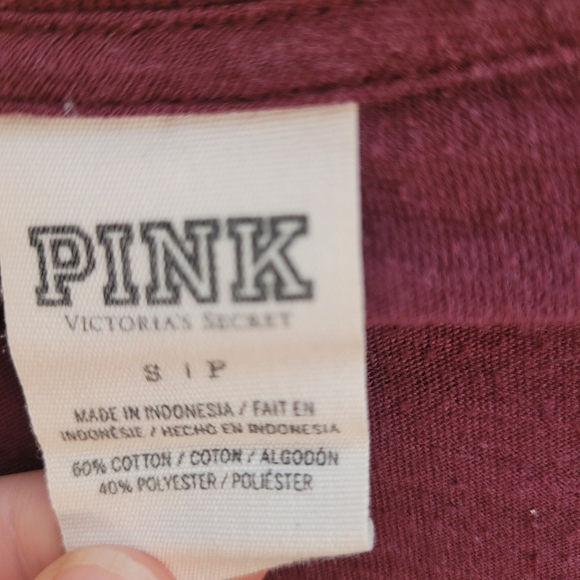 PINK
VICTORIA'S SECRET
S | P
MADE IN INDONESIA / FAIT EN
INDONÉSIE / HECHO EN INDONESIA
60% COTTON / COTON / ALGODÓN
40% POLYESTER / POLIÉSTER